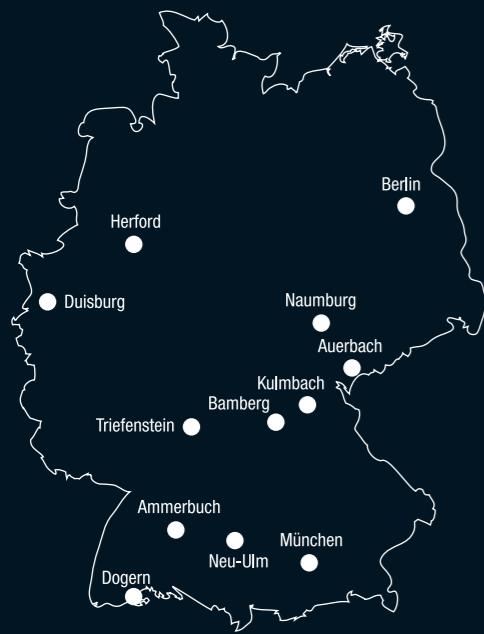 Berlin
Herford
Duisburg
Naumburg
Auerbach
Kulmbach
Bamberg
Triefenstein
Ammerbuch
Neu-Ulm
München
Dogern